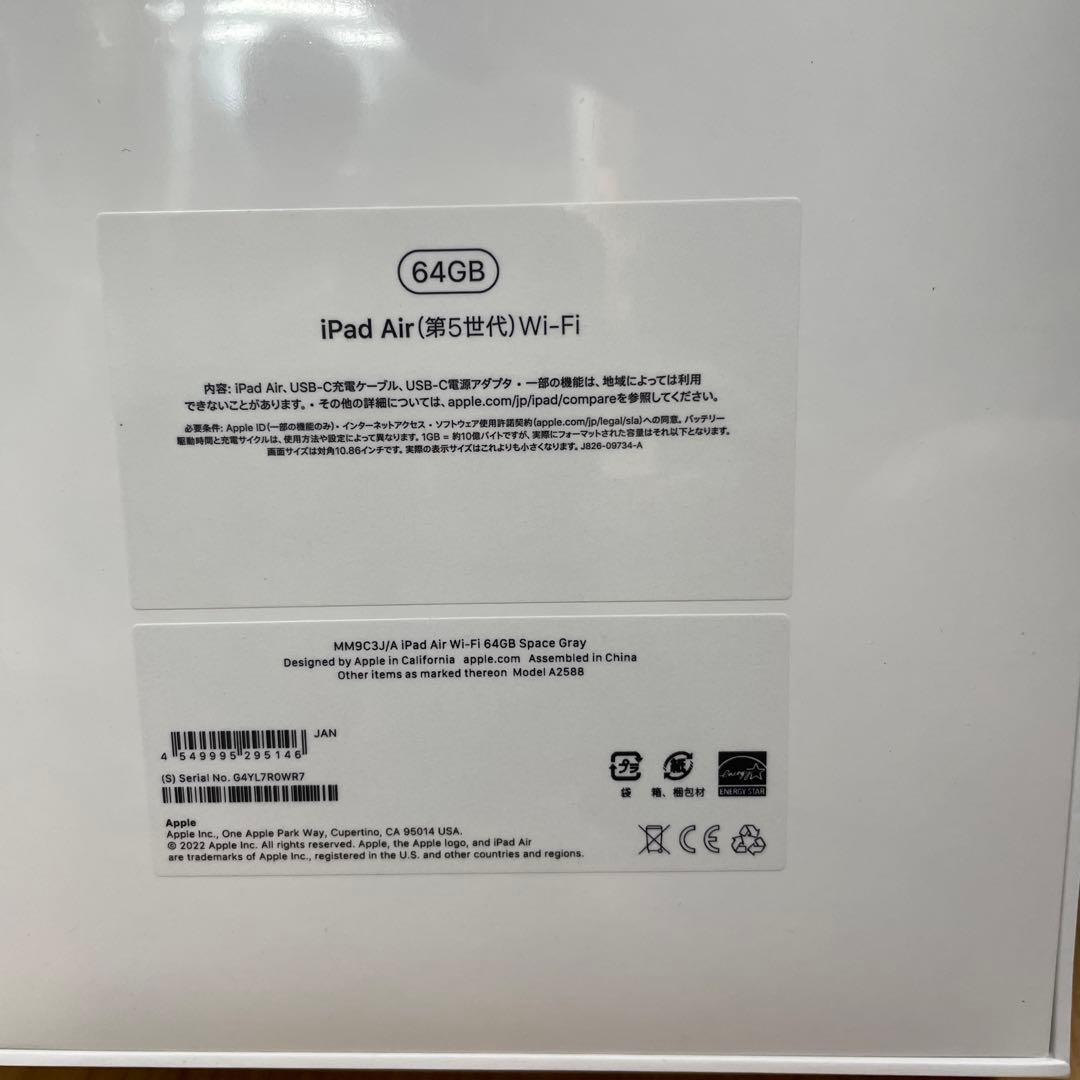 64GB
iPad Air(第5世代)Wi-Fi
内容: iPad Air、USB-C充電ケーブル、USB-C電源アダプタ・一部の機能は、地域によっては利用
できないことがあります。・その他の詳細については、apple.com/jp/ipad/compareを参照してください。
必要条件: Apple ID(一部の機能のみ)・インターネットアクセス・ソフトウェア使用許諾契約(apple.com/jp/legal/sla)への同意。バッテリー
駆動時間と充電サイクルは、使用方法や設定によって異なります。1GB = 約10億バイトですが、実際にフォーマットされた容量はそれ以下となります。
画面サイズは対角10.86インチです。実際の表示サイズはこれよりも小さくなります。J826-09734-A
MM9C3J/A iPad Air Wi-Fi 64GB Space Gray
Designed by Apple in California apple.com Assembled in China
Other items as marked thereon Model A2588
JAN
4 549995 295146
(S) Serial No. G4YL7R0WR7
プラ
袋
紙
箱、梱包材
energy
ENERGY STAR
Apple
Apple Inc., One Apple Park Way, Cupertino, CA 95014 USA.
© 2022 Apple Inc. All rights reserved. Apple, the Apple logo, and iPad Air
are trademarks of Apple Inc., registered in the U.S. and other countries and regions.
CE